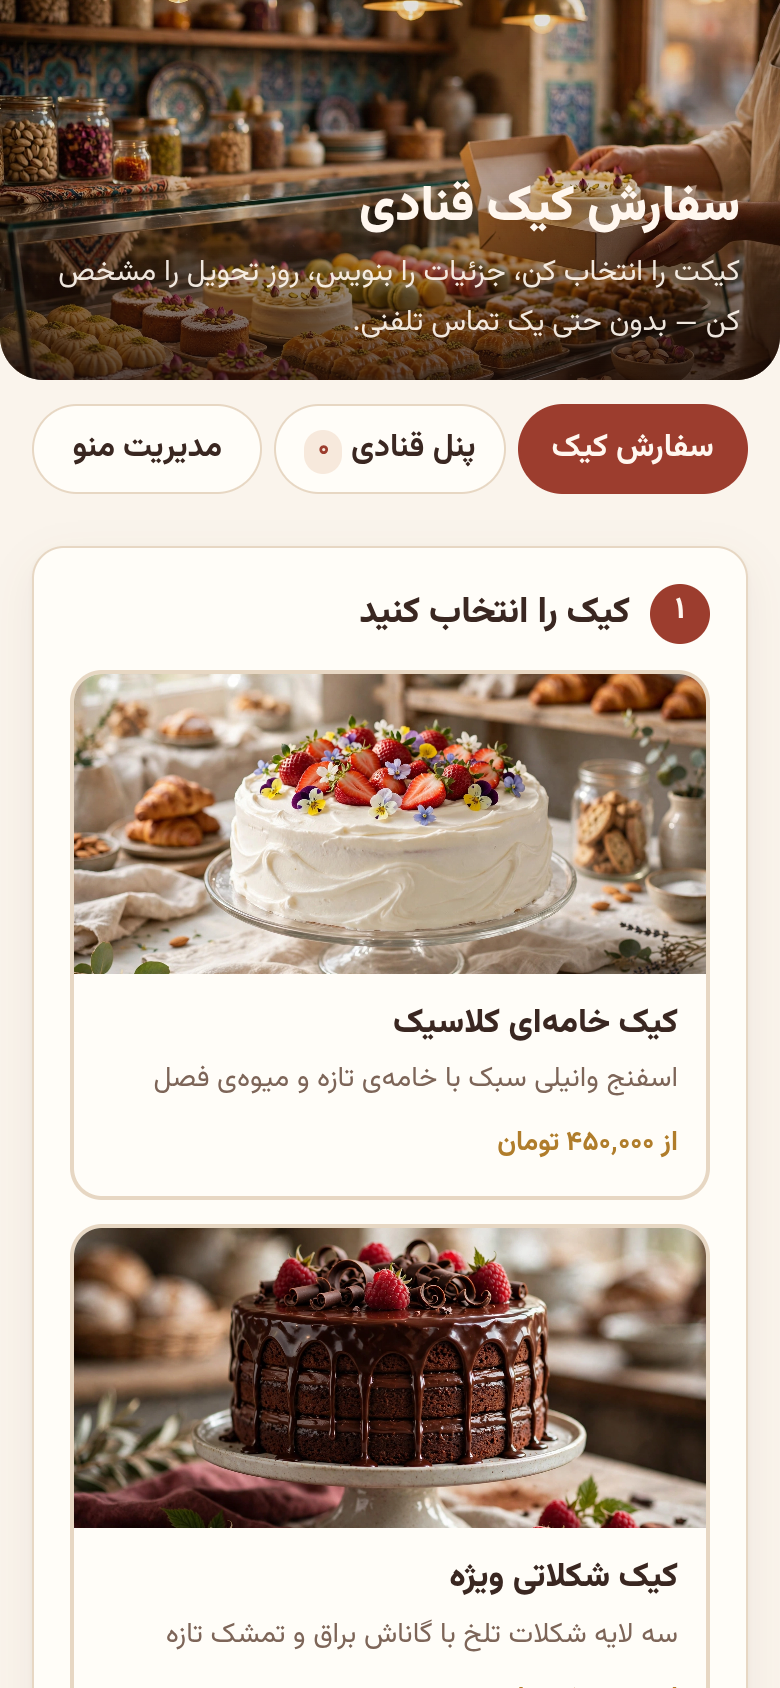 سفارش کیک قنادی
کیکت را انتخاب کن، جزئیات را بنویس، روز تحویل را مشخص
کن — بدون حتی یک تماس تلفنی.
سفارش کیک
پنل قنادی ۰
مدیریت منو
۱
کیک را انتخاب کنید
کیک خامه‌ای کلاسیک
اسفنج وانیلی سبک با خامه‌ی تازه و میوه‌ی فصل
از ۴۵۰,۰۰۰ تومان
کیک شکلاتی ویژه
سه لایه شکلات تلخ با گاناش براق و تمشک تازه